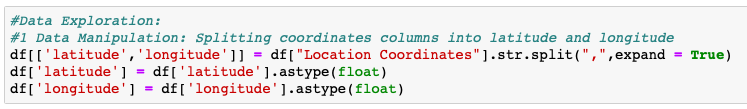 #Data Exploration:
#1 Data Manipulation: Splitting coordinates columns into latitude and longitude
df[['latitude','longitude']] = df["Location Coordinates"].str.split(",",expand = True)
df['latitude'] = df['latitude'].astype(float)
df['longitude'] = df['longitude'].astype(float)